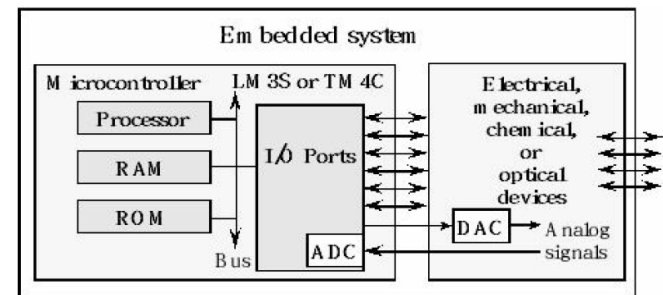 Embedded system
Microcontroller
LM3S or TM4C
Processor
RAM
ROM
Bus
I/O Ports
ADC
Electrical,
mechanical,
chemical,
or
optical
devices
DAC
Analog
signals